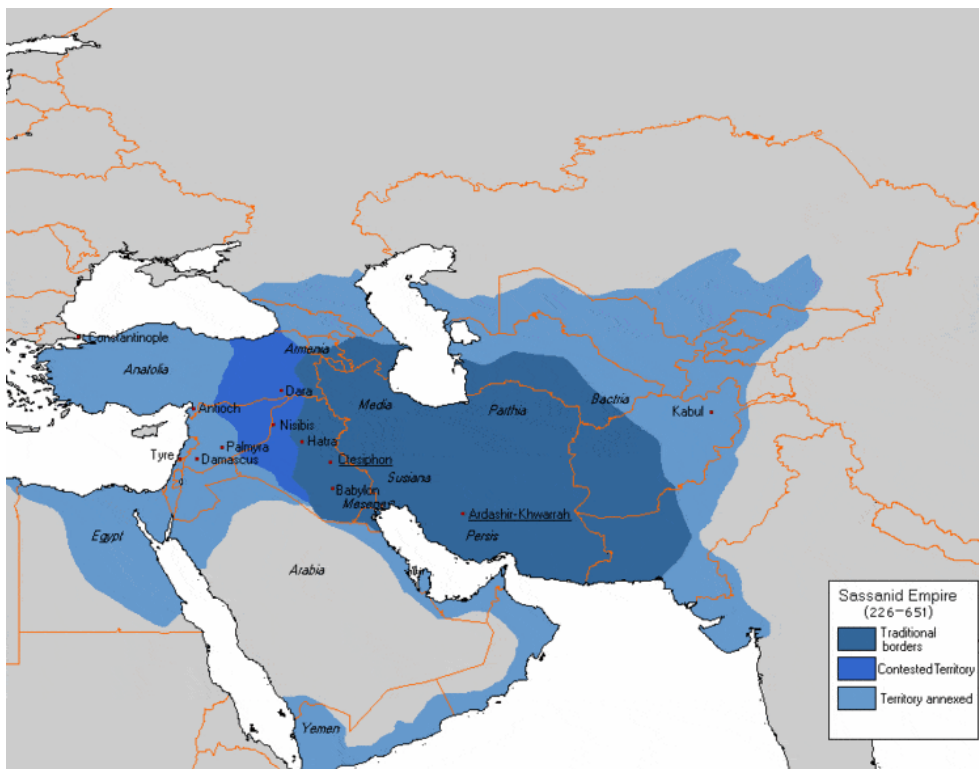 Constantinople
Armenia
Anatolia
Dara
Media
Parthia
Bactria
Kabul
Antioch
Nisibis
Hatra
Palmyra
Tyre
Damascus
Ctesiphon
Susiana
Babylon
Ardashir-Khwarrah
Persis
Egypt
Arabia
Yemen
Sassanid Empire
(226-651)
Traditional
borders
Contested Territory
Territory annexed